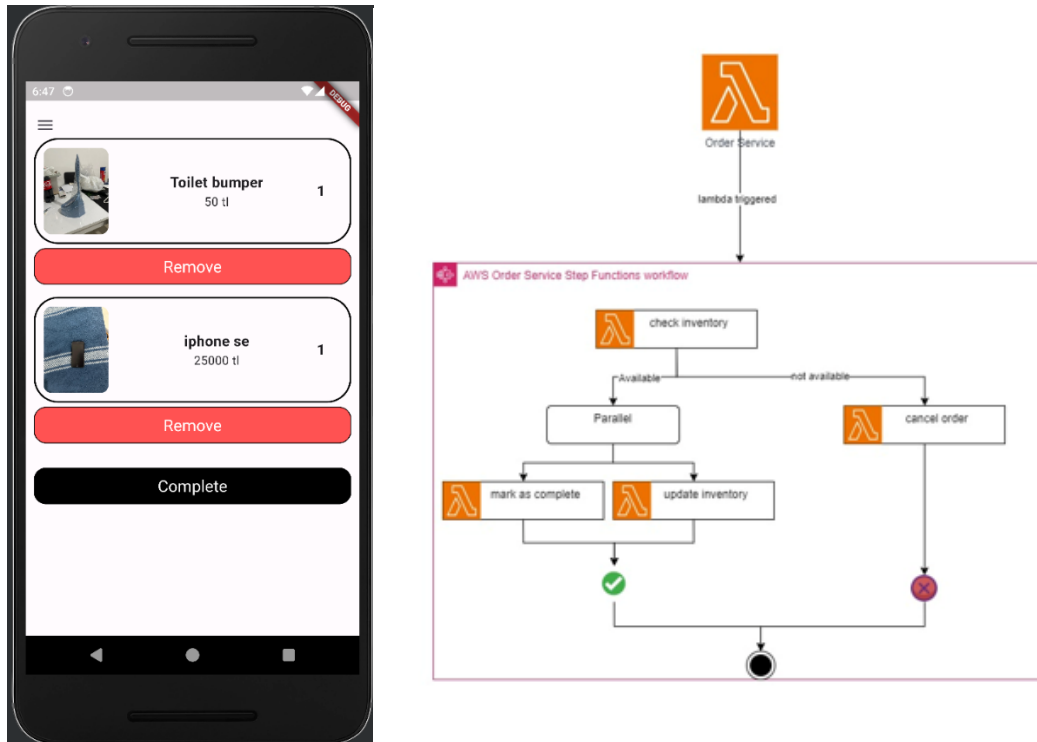 6:47
DEBUG
Toilet bumper
50 tl
1
Remove
iphone se
25000 tl
1
Remove
Complete
Order Service
lambda triggered
AWS Order Service Step Functions workflow
check inventory
Available
not available
Parallel
cancel order
mark as complete
update inventory